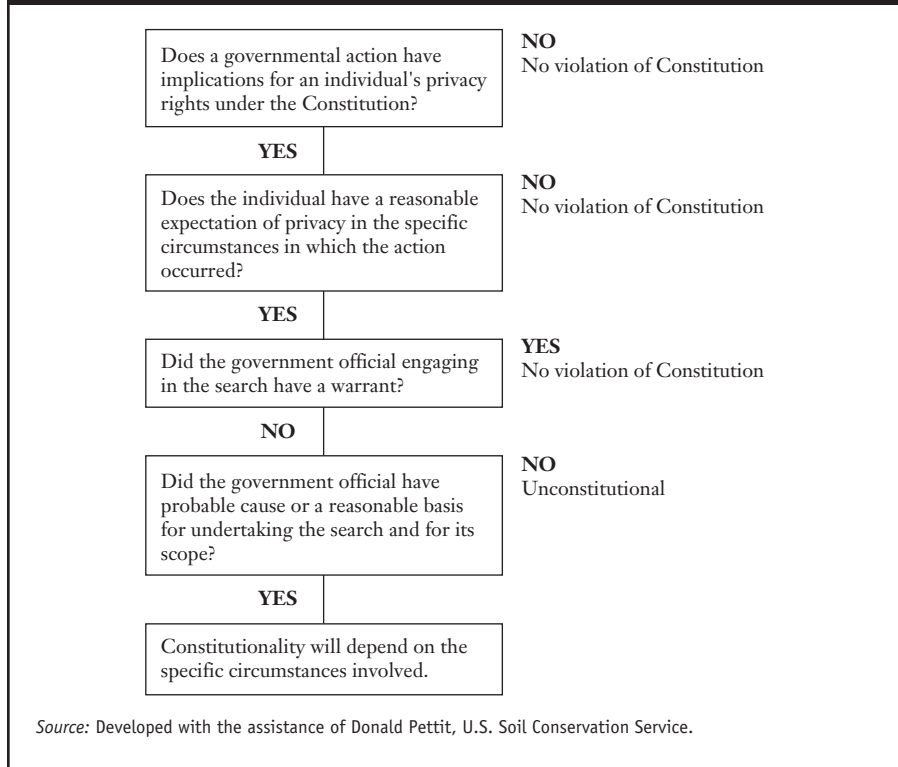 Does a governmental action have
implications for an individual's privacy
rights under the Constitution?
NO
No violation of Constitution
YES
Does the individual have a reasonable
expectation of privacy in the specific
circumstances in which the action
occurred?
NO
No violation of Constitution
YES
Did the government official engaging
in the search have a warrant?
YES
No violation of Constitution
NO
Did the government official have
probable cause or a reasonable basis
for undertaking the search and for its
scope?
NO
Unconstitutional
YES
Constitutionality will depend on the
specific circumstances involved.
Source: Developed with the assistance of Donald Pettit, U.S. Soil Conservation Service.